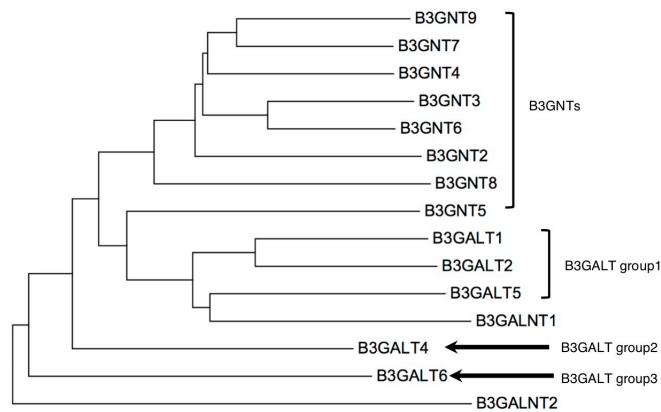 B3GNT9
B3GNT7
B3GNT4
B3GNT3
B3GNT6
B3GNT2
B3GNT8
B3GNT5
B3GNTs
B3GALT1
B3GALT2
B3GALT5
B3GALT group1
B3GALNT1
B3GALT4
B3GALT group2
B3GALT6
B3GALT group3
B3GALNT2